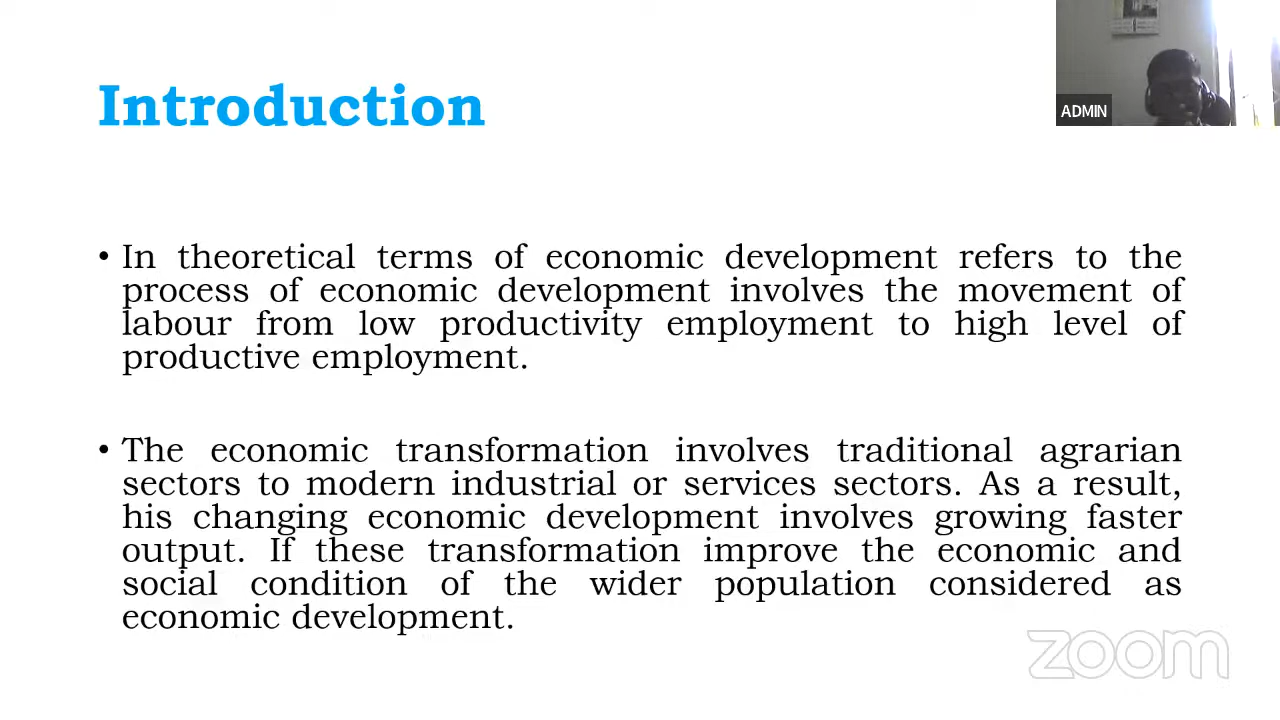 Introduction
ADMIN
• In theoretical terms of economic development refers to the
process of economic development involves the movement of
labour from low productivity employment to high level of
productive employment.
• The economic transformation involves traditional agrarian
sectors to modern industrial or services sectors. As a result,
his changing economic development involves growing faster
output. If these transformation improve the economic and
social condition of the wider population considered as
economic development.
zoom